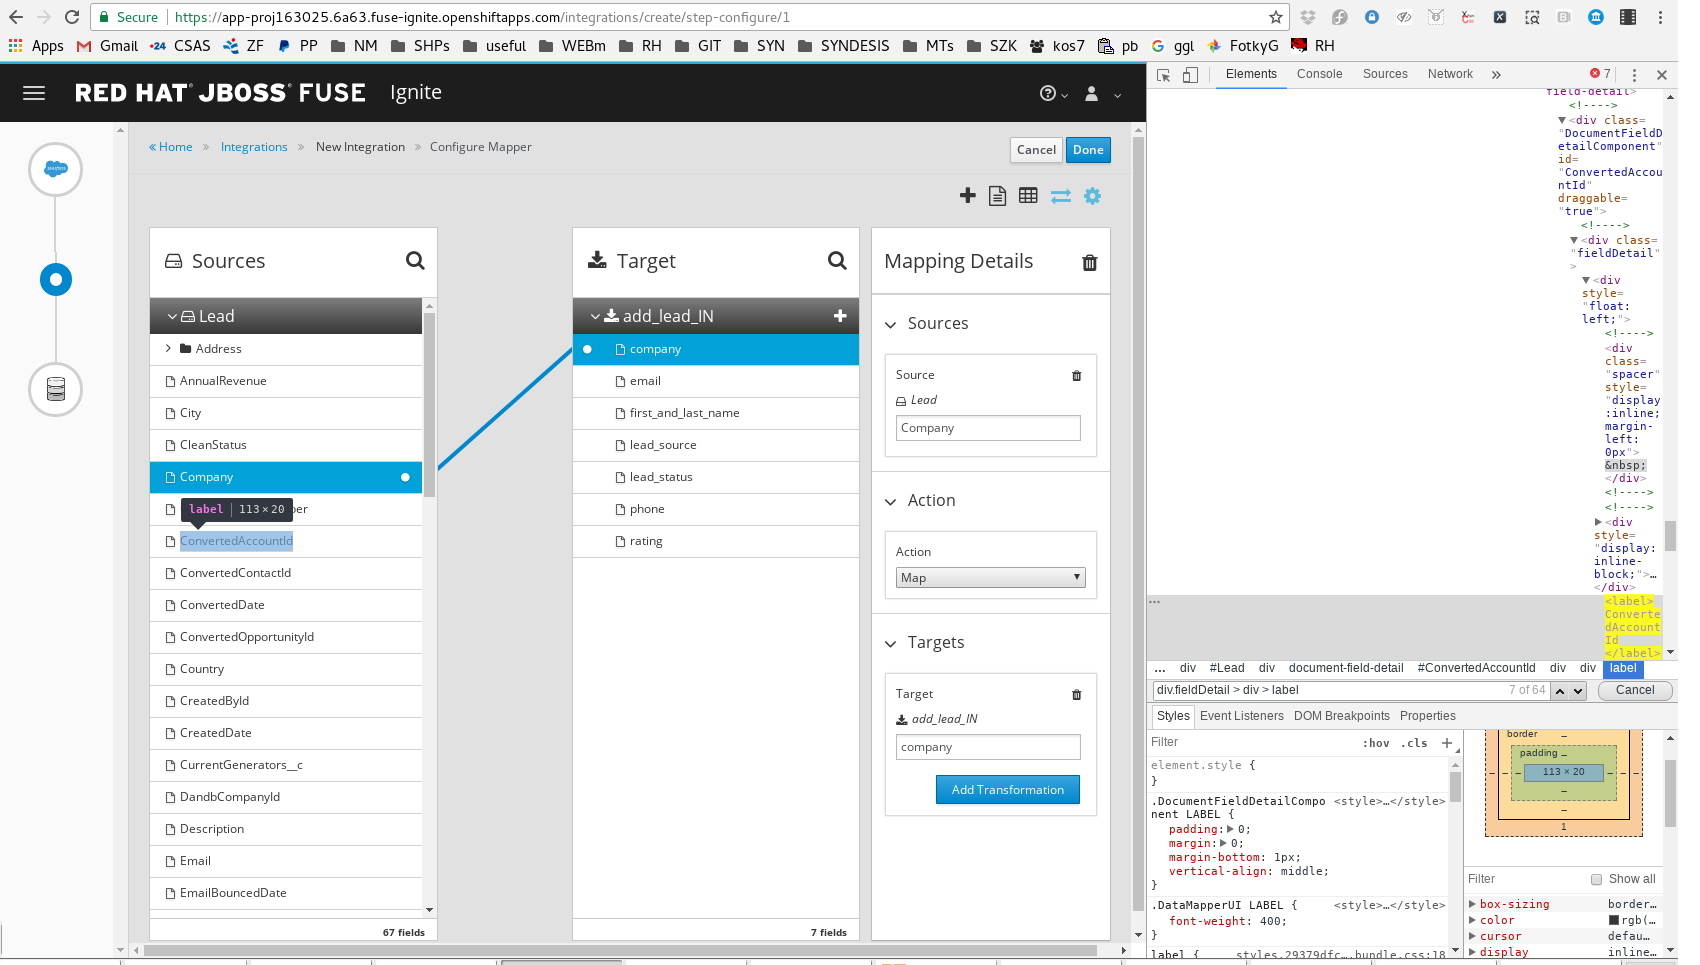 Secure https://app-proj163025.6a63.fuse-ignite.openshiftapps.com/integrations/create/step-configure/1
Apps Gmail CSAS ZF PP NM SHPs useful WEBm RH GIT SYN SYNDESIS MTs SZK kos7 pb ggl FotkyG RH
RED HAT JBOSS FUSE Ignite
Home » Integrations » New Integration » Configure Mapper
Cancel Done
Sources
Lead
Address
AnnualRevenue
City
CleanStatus
Company
label 113 × 20
ber
ConvertedAccountId
ConvertedContactId
ConvertedDate
ConvertedOpportunityId
Country
CreatedById
CreatedDate
CurrentGenerators__c
DandbCompanyId
Description
Email
EmailBouncedDate
67 fields
Target
add_lead_IN
company
email
first_and_last_name
lead_source
lead_status
phone
rating
7 fields
Mapping Details
Sources
Source
Lead
Company
Action
Action
Map
Targets
Target
add_lead_IN
company
Add Transformation
Elements Console Sources Network » 7
field-detail>
<!---->
<div class=
"DocumentFieldD
etailComponent"
id=
"ConvertedAccou
ntId"
draggable=
"true">
<!---->
<div class=
"fieldDetail"
>
<div
style=
"float:
left;">
<!---->
<div
class=
"spacer"
style=
"display
:inline;
margin-
left:
0px">
&nbsp;
</div>
<!---->
<!---->
<div
style=
"display:
inline-
block;">…
</div>
<label>
Converte
dAccount
Id
</label>
... div #Lead div document-field-detail #ConvertedAccountId div div label
div.fieldDetail > div > label 7 of 64 Cancel
Styles Event Listeners DOM Breakpoints Properties
Filter :hov .cls +
element.style {
}
.DocumentFieldDetailCompo <style>…</style>
nent LABEL {
padding: 0;
margin: 0;
margin-bottom: 1px;
vertical-align: middle;
}
.DataMapperUI LABEL { <style>…</style>
font-weight: 400;
}
label { styles.29379dfc….bundle.css:18
border –
padding –
113 × 20
–
–
1
Filter Show all
box-sizing border…
color rgb(…
cursor defau…
display inline…